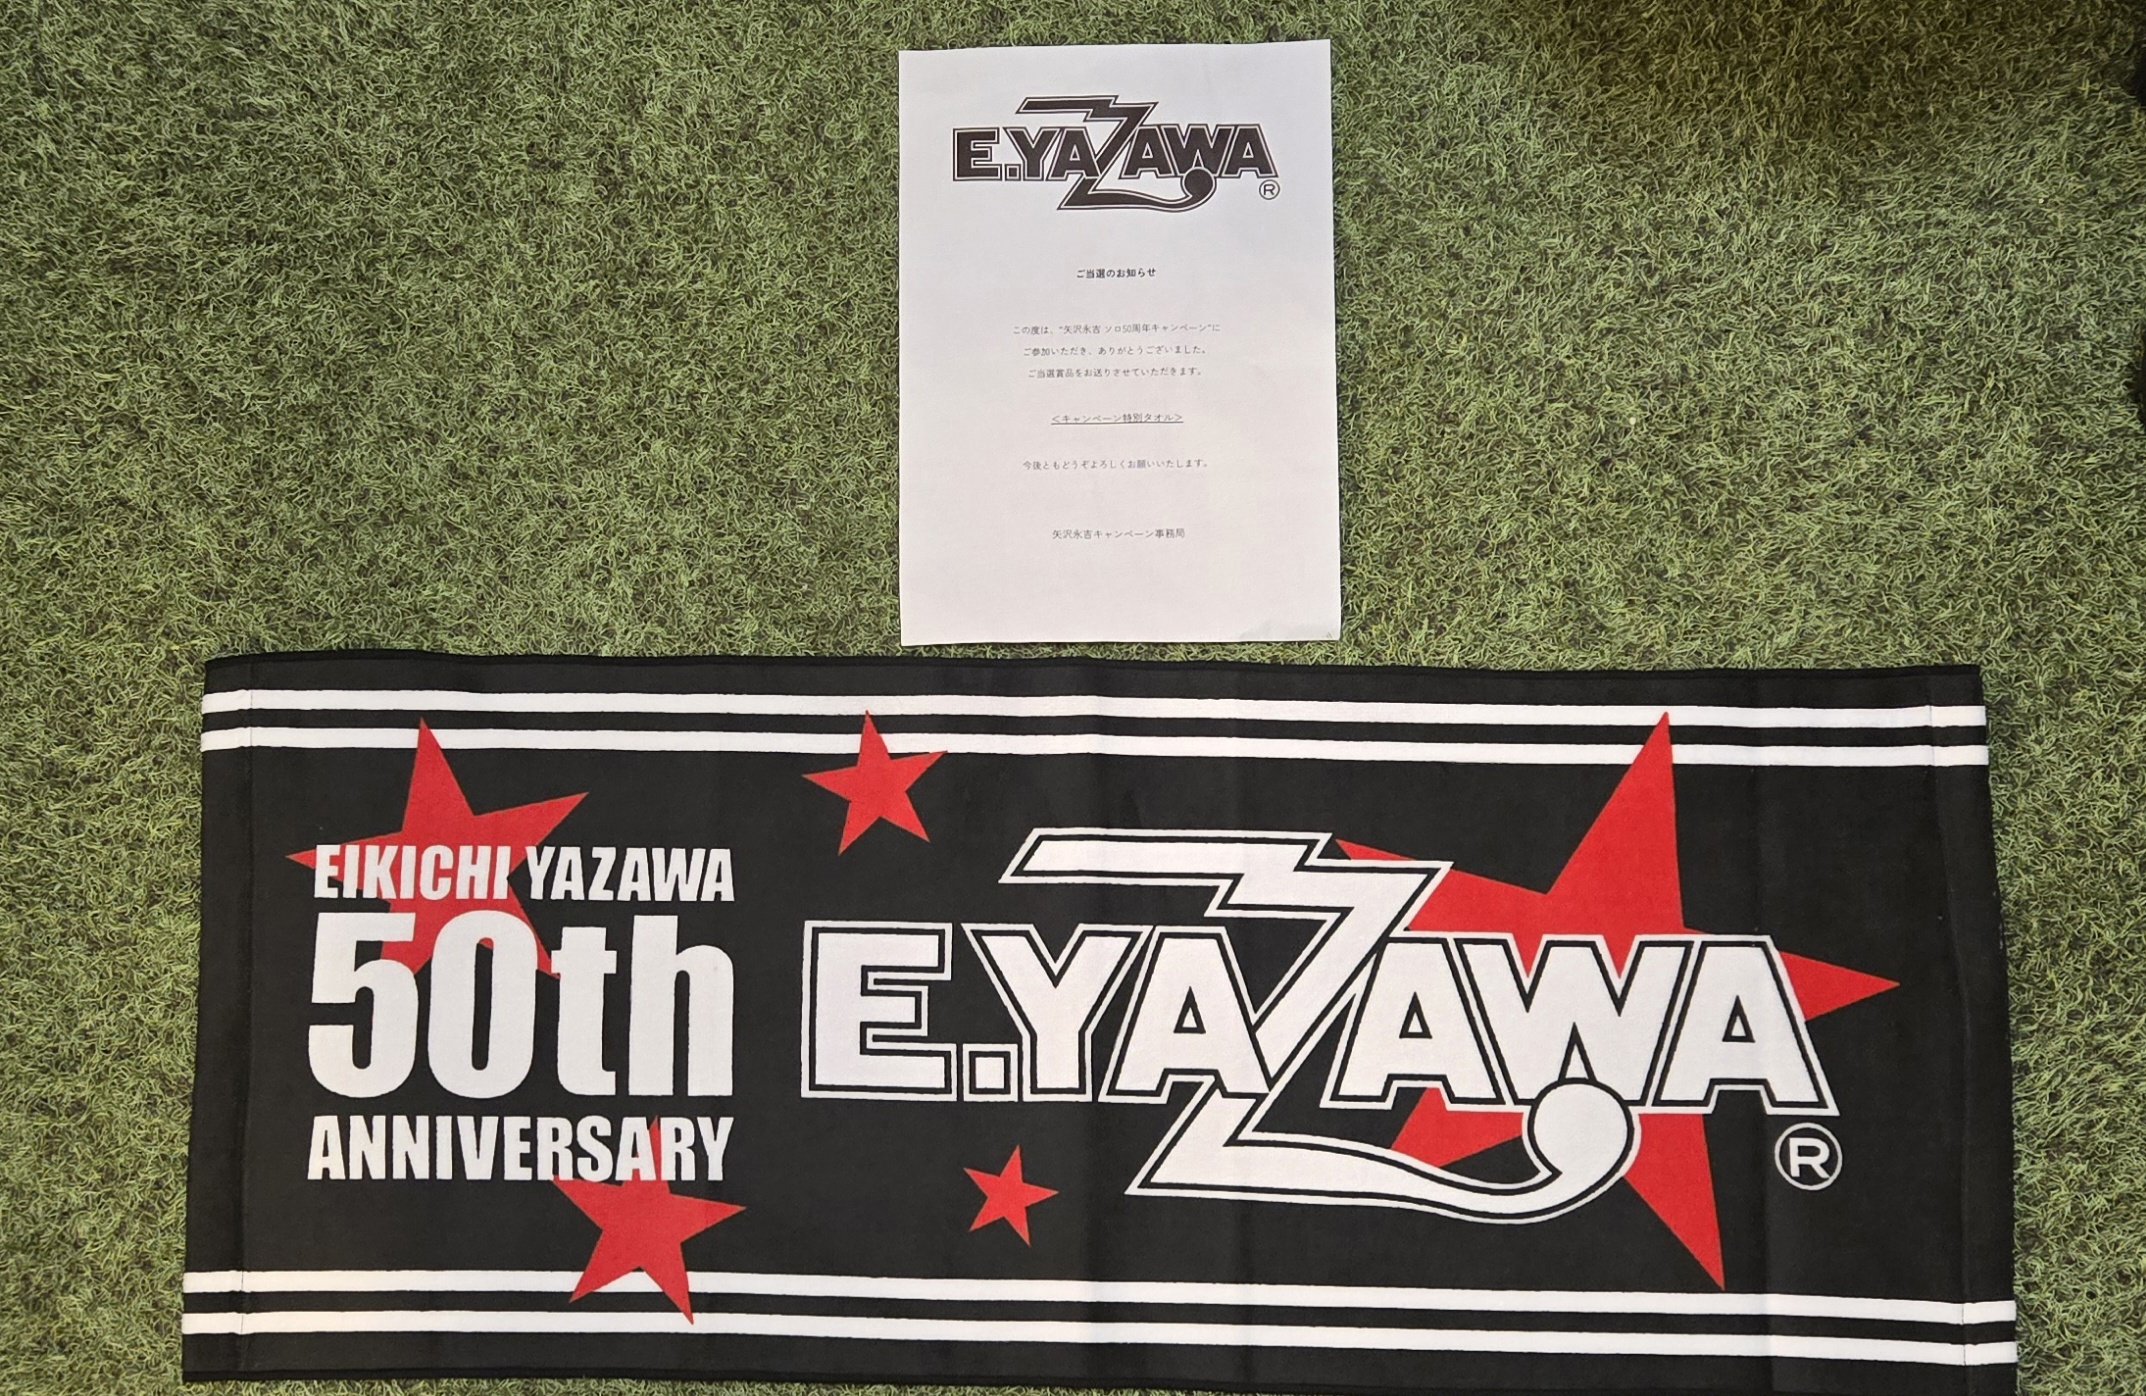 E.YAZAWA
®
ご当選のお知らせ
この度は、"矢沢永吉 ソロ50周年キャンペーン"に
ご参加いただき、ありがとうございました。
ご当選賞品をお送りさせていただきます。
＜キャンペーン特別タオル＞
今後ともどうぞよろしくお願いいたします。
矢沢永吉キャンペーン事務局
EIKICHI YAZAWA
50th
ANNIVERSARY
E.YAZAWA
®